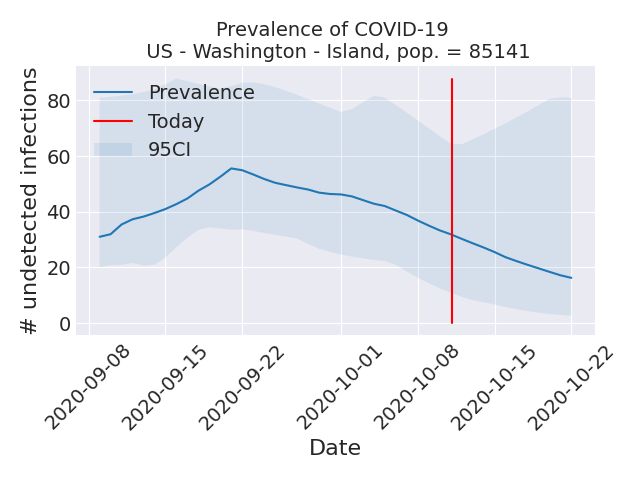 Prevalence of COVID-19
US - Washington - Island, pop. = 85141
# undetected infections
80
60
40
20
0
Prevalence
Today
95CI
2020-09-08
2020-09-15
2020-09-22
2020-10-01
2020-10-08
2020-10-15
2020-10-22
Date